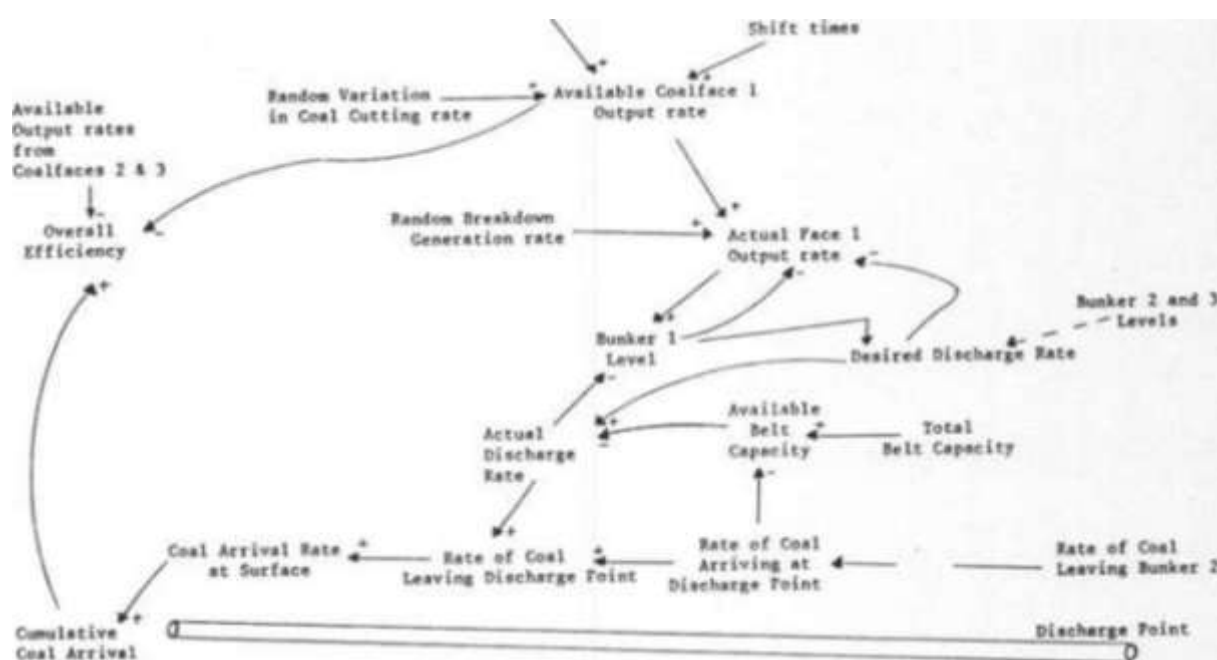 Shift times
Available
Output rates
from
Coalfaces 2 & 3
Random Variation
in Coal Cutting rate
+
+
+
Available Coalface 1
Output rate
-
Overall
Efficiency
-
+
Random Breakdown
Generation rate
+
+
Actual Face 1
Output rate
-
-
Bunker 1
Level
+
-
Bunker 2 and 3
Levels
Desired Discharge Rate
Actual
Discharge
Rate
+
-
Available
Belt
Capacity
+
-
Total
Belt Capacity
Coal Arrival Rate
at Surface
+
Rate of Coal
Leaving Discharge Point
+
+
Rate of Coal
Arriving at
Discharge Point
Rate of Coal
Leaving Bunker 2
+
Cumulative
Coal Arrival
Discharge Point